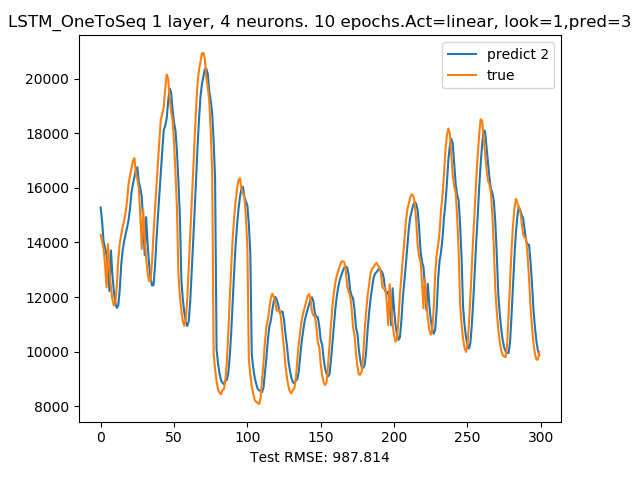 LSTM_OneToSeq 1 layer, 4 neurons. 10 epochs.Act=linear, look=1,pred=3
predict 2
true
20000
18000
16000
14000
12000
10000
8000
0 50 100 150 200 250 300
Test RMSE: 987.814